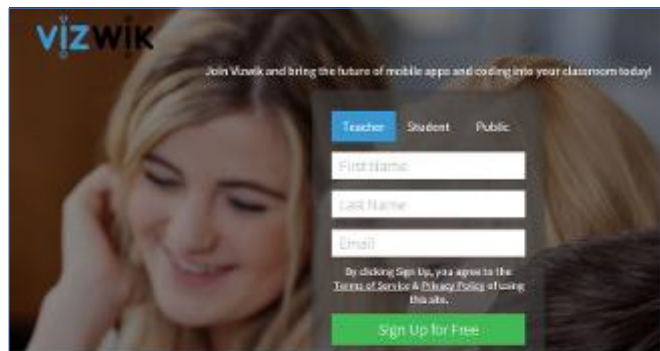 VIZWIK
Join Vizwik and bring the future of mobile apps and coding into your classroom today!
Teacher Student Public
First Name
Last Name
Email
By clicking Sign Up, you agree to the
Terms of Service & Privacy Policy of using
this site.
Sign Up for Free